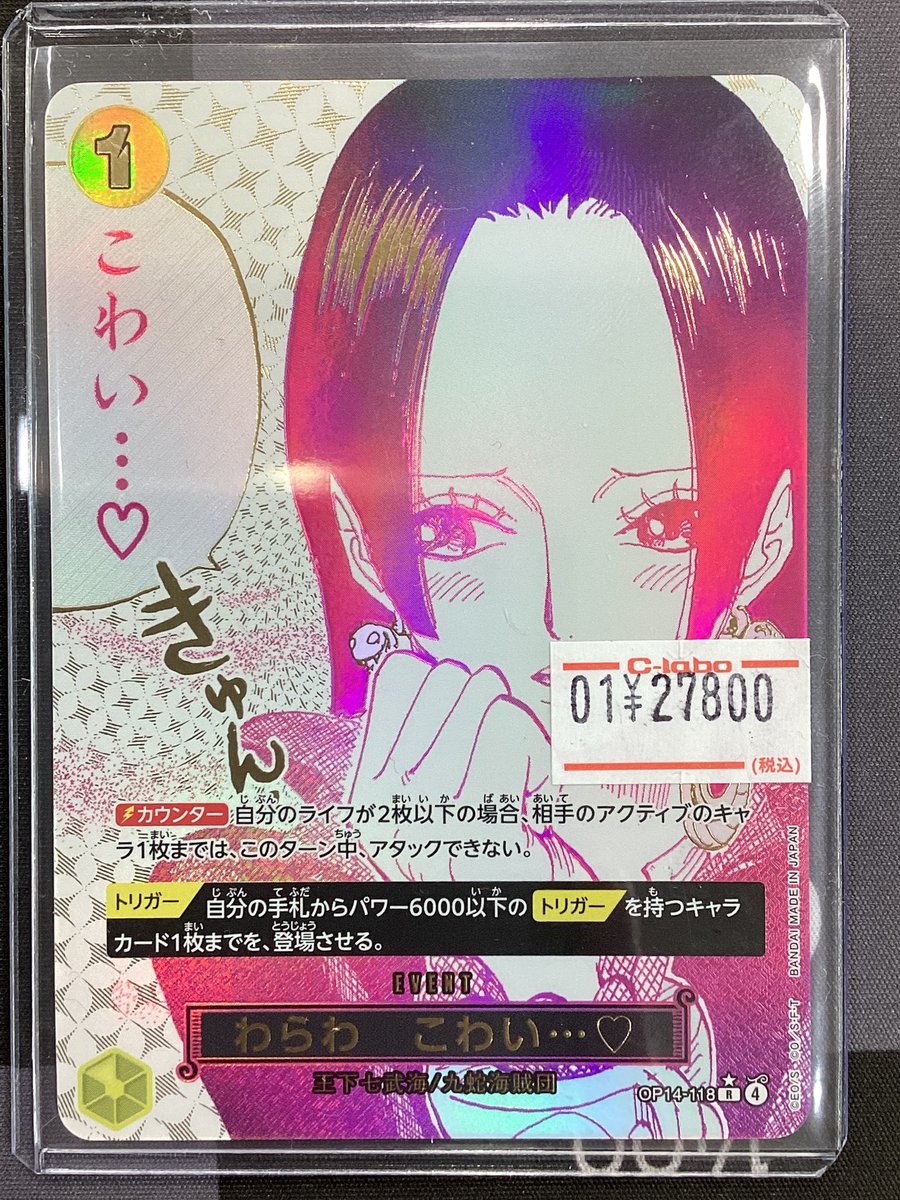 1
こわい…♡
きゅん
C-labo
01¥27800
(税込)
カウンター 自分のライフが2枚以下の場合、相手のアクティブのキャ
ラ1枚までは、このターン中、アタックできない。
トリガー 自分の手札からパワー6000以下の トリガー を持つキャラ
カード1枚までを、登場させる。
EVENT
わらわ こわい…♡
王下七武海/九蛇海賊団
OP14-118 R 4
©E.O/S. ©O/S·F·T BANDAI MADE IN JAPAN